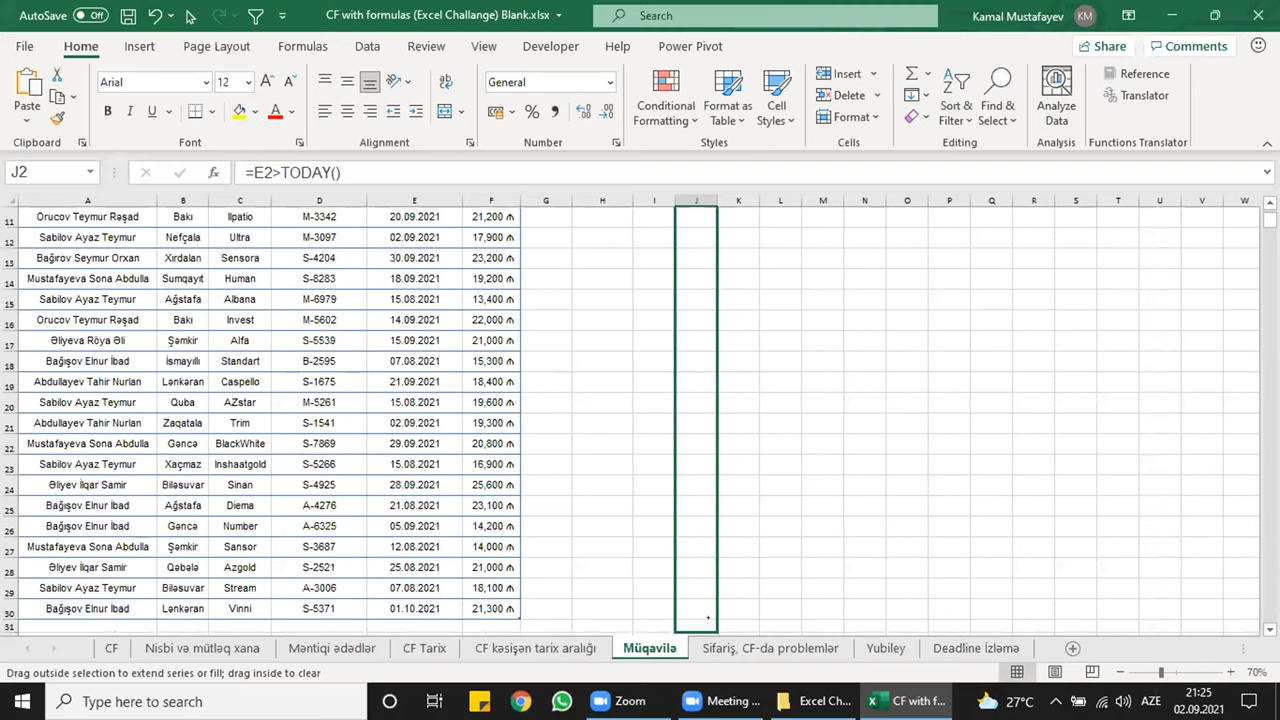 AutoSave Off CF with formulas (Excel Challange) Blank.xlsx Search Kamal Mustafayev KM
File Home Insert Page Layout Formulas Data Review View Developer Help Power Pivot Share Comments
Paste Arial 12 General Conditional Formatting Format as Table Cell Styles Insert Delete Format Sort & Filter Find & Select Analyze Data Reference Translator
Clipboard Font Alignment Number Styles Cells Editing Analysis Functions Translator
J2 =E2>TODAY()
A B C D E F G H I J K L M N O P Q R S T U V W
11 Orucov Teymur Rəşad Bakı Ilpatio M-3342 20.09.2021 21,200 ₼
12 Sabilov Ayaz Teymur Nefçala Ultra M-3097 02.09.2021 17,900 ₼
13 Bağırov Seymur Orxan Xırdalan Sensora S-4204 30.09.2021 23,200 ₼
14 Mustafayeva Sona Abdulla Sumqayıt Human S-8283 18.09.2021 19,200 ₼
15 Sabilov Ayaz Teymur Ağstafa Albana M-6979 15.08.2021 13,400 ₼
16 Orucov Teymur Rəşad Bakı Invest M-5602 14.09.2021 22,000 ₼
17 Əliyeva Röya Əli Şəmkir Alfa S-5539 15.09.2021 21,000 ₼
18 Bağışov Elnur İbad İsmayıllı Standart B-2595 07.08.2021 15,300 ₼
19 Abdullayev Tahir Nurlan Lənkəran Caspello S-1675 21.09.2021 18,400 ₼
20 Sabilov Ayaz Teymur Quba AZstar M-5261 15.08.2021 19,600 ₼
21 Abdullayev Tahir Nurlan Zaqatala Trim S-1541 02.09.2021 19,300 ₼
22 Mustafayeva Sona Abdulla Gəncə BlackWhite S-7869 29.09.2021 20,800 ₼
23 Sabilov Ayaz Teymur Xaçmaz Inshaatgold S-5266 15.08.2021 16,900 ₼
24 Əliyev İlqar Samir Biləsuvar Sinan S-4925 28.09.2021 25,600 ₼
25 Bağışov Elnur İbad Ağstafa Diema A-4276 21.08.2021 23,100 ₼
26 Bağışov Elnur İbad Gəncə Number A-6325 05.09.2021 14,200 ₼
27 Mustafayeva Sona Abdulla Şəmkir Sansor S-3687 12.08.2021 14,000 ₼
28 Əliyev İlqar Samir Qəbələ Azgold S-2521 25.08.2021 21,000 ₼
29 Sabilov Ayaz Teymur Biləsuvar Stream A-3006 07.08.2021 18,100 ₼
30 Bağışov Elnur İbad Lənkəran Vinni S-5371 01.10.2021 21,300 ₼
31
CF Nisbi və mütləq xana Məntiqi ədədlər CF Tarix CF kəsişən tarix aralığı Müqavilə Sifariş, CF-da problemlər Yubiley Deadline İzləmə
Drag outside selection to extend series or fill; drag inside to clear 70%
Type here to search Zoom Meeting ... Excel Ch... CF with f... 27°C AZE 21:25
02.09.2021